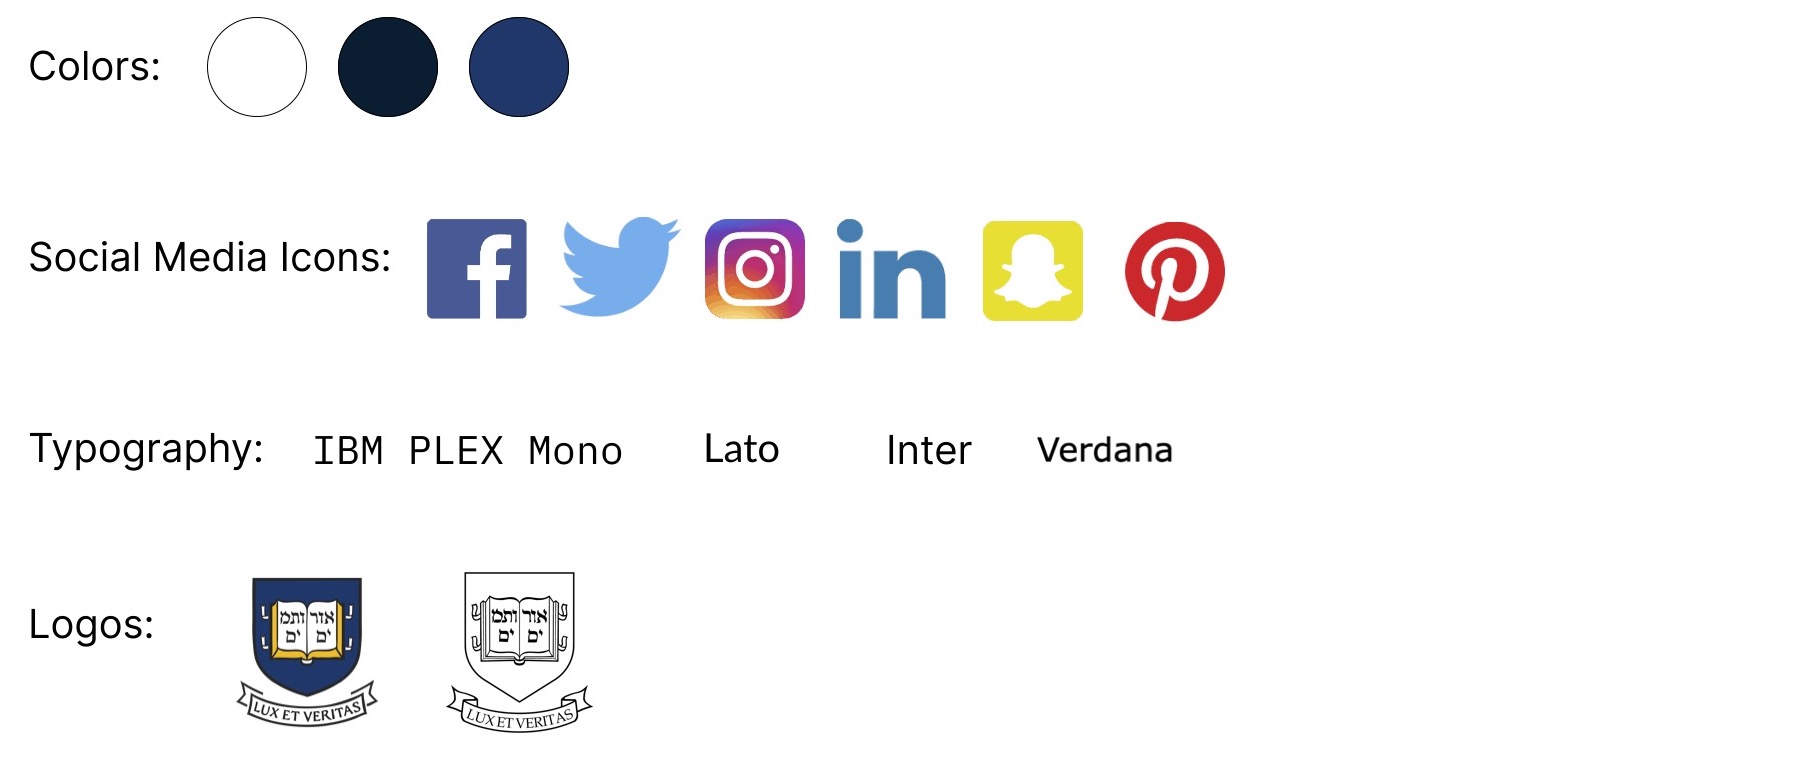 Colors:
Social Media Icons:
Typography: IBM PLEX Mono Lato Inter Verdana
Logos:
אורים
ותמים
LUX ET VERITAS
אורים
ותמים
LUX ET VERITAS